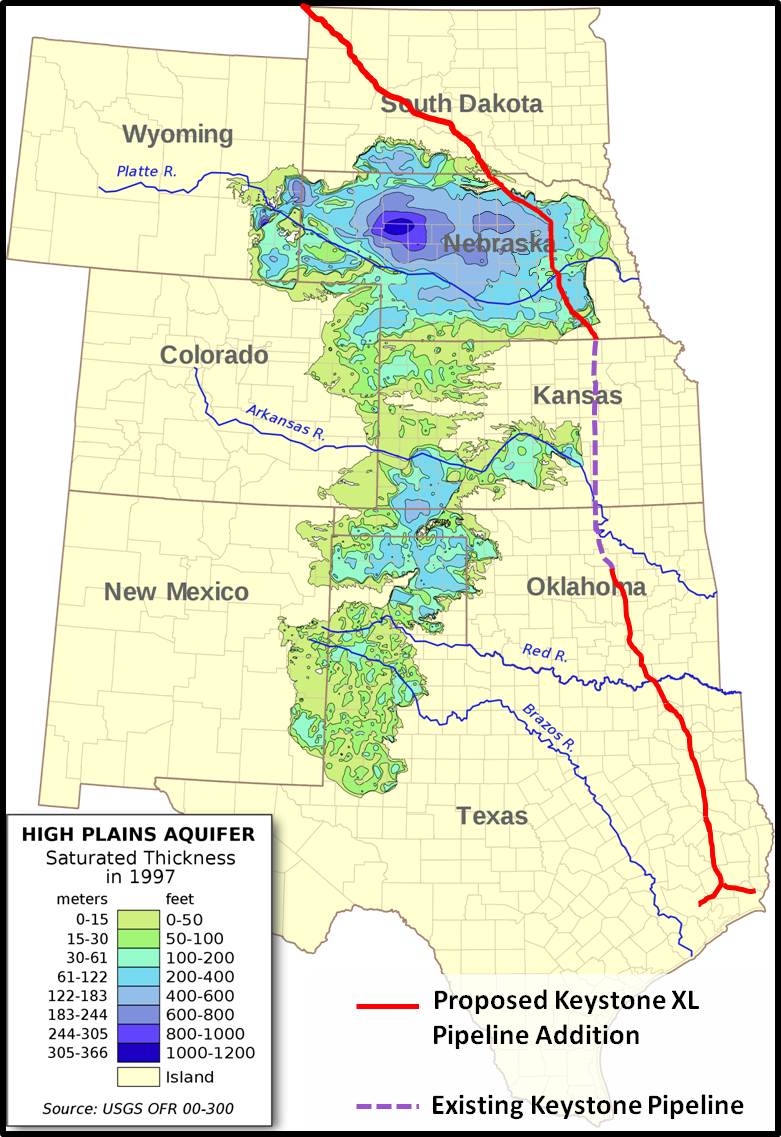 South Dakota
Wyoming
Platte R.
Nebraska
Colorado
Kansas
Arkansas R.
New Mexico
Oklahoma
Red R.
Brazos R.
Texas
HIGH PLAINS AQUIFER
Saturated Thickness
in 1997
meters feet
0-15 0-50
15-30 50-100
30-61 100-200
61-122 200-400
122-183 400-600
183-244 600-800
244-305 800-1000
305-366 1000-1200
Island
Source: USGS OFR 00-300
Proposed Keystone XL
Pipeline Addition
Existing Keystone Pipeline